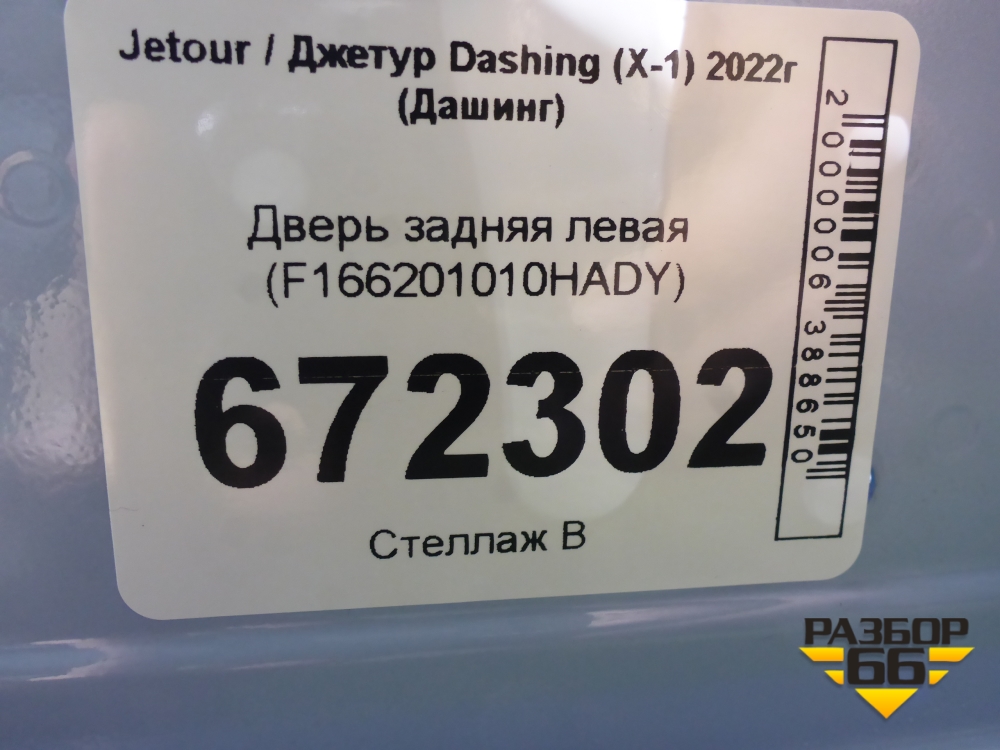 Jetour / Джетур Dashing (X-1) 2022г
(Дашинг)
Дверь задняя левая
(F166201010HADY)
672302
Стеллаж В
2000006388650
РАЗБОР
66